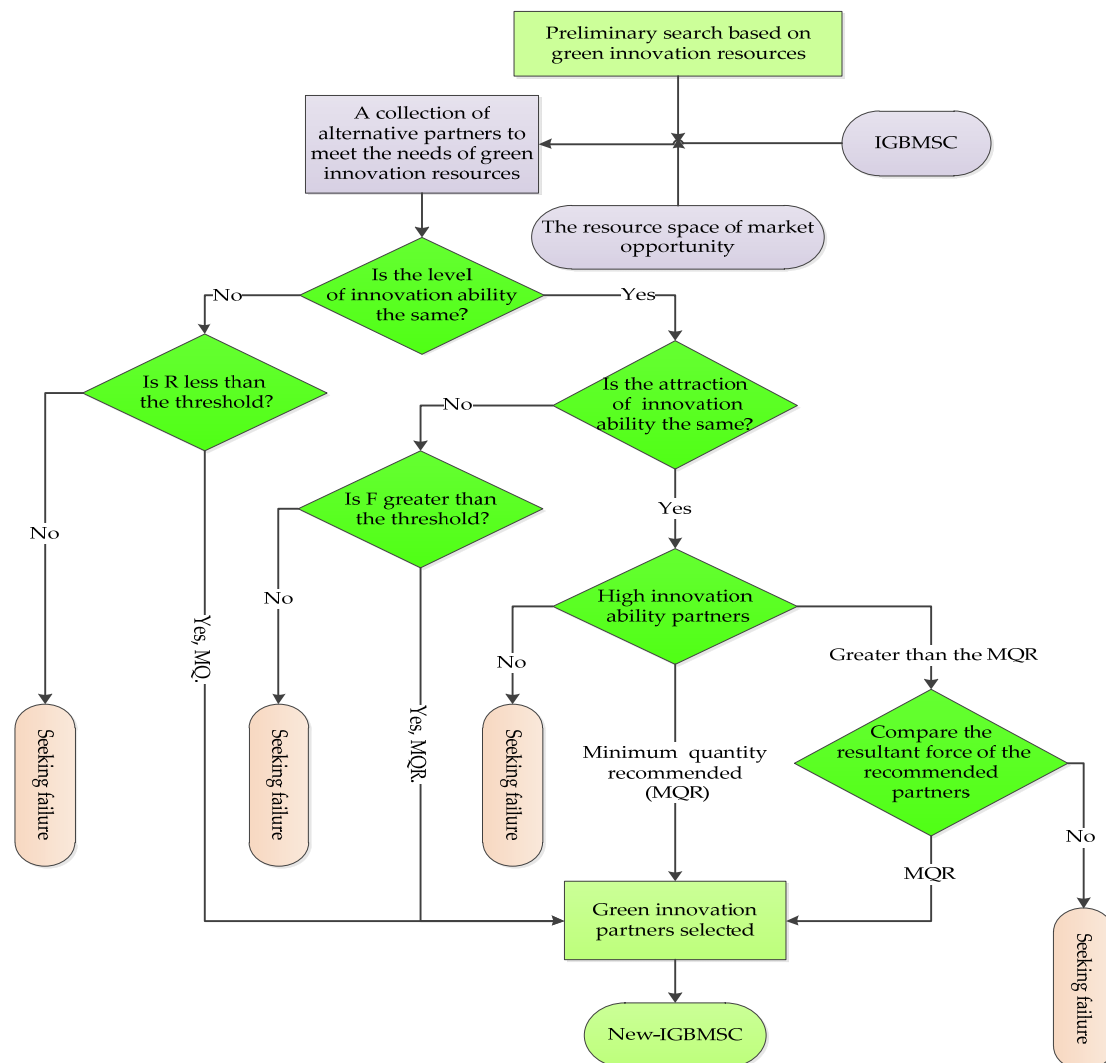 Preliminary search based on
green innovation resources
A collection of
alternative partners to
meet the needs of green
innovation resources
IGBMSC
The resource space of market
opportunity
Is the level
of innovation ability
the same?
No
Yes
Is R less than
the threshold?
Is the attraction
of innovation
ability the same?
No
Is F greater than
the threshold?
Yes
No
No
High innovation
ability partners
Yes, MQ.
Yes, MQR.
No
Greater than the MQR
Seeking failure
Seeking failure
Seeking failure
Minimum quantity
recommended
(MQR)
Compare the
resultant force of the
recommended
partners
No
MQR
Green innovation
partners selected
Seeking failure
New-IGBMSC